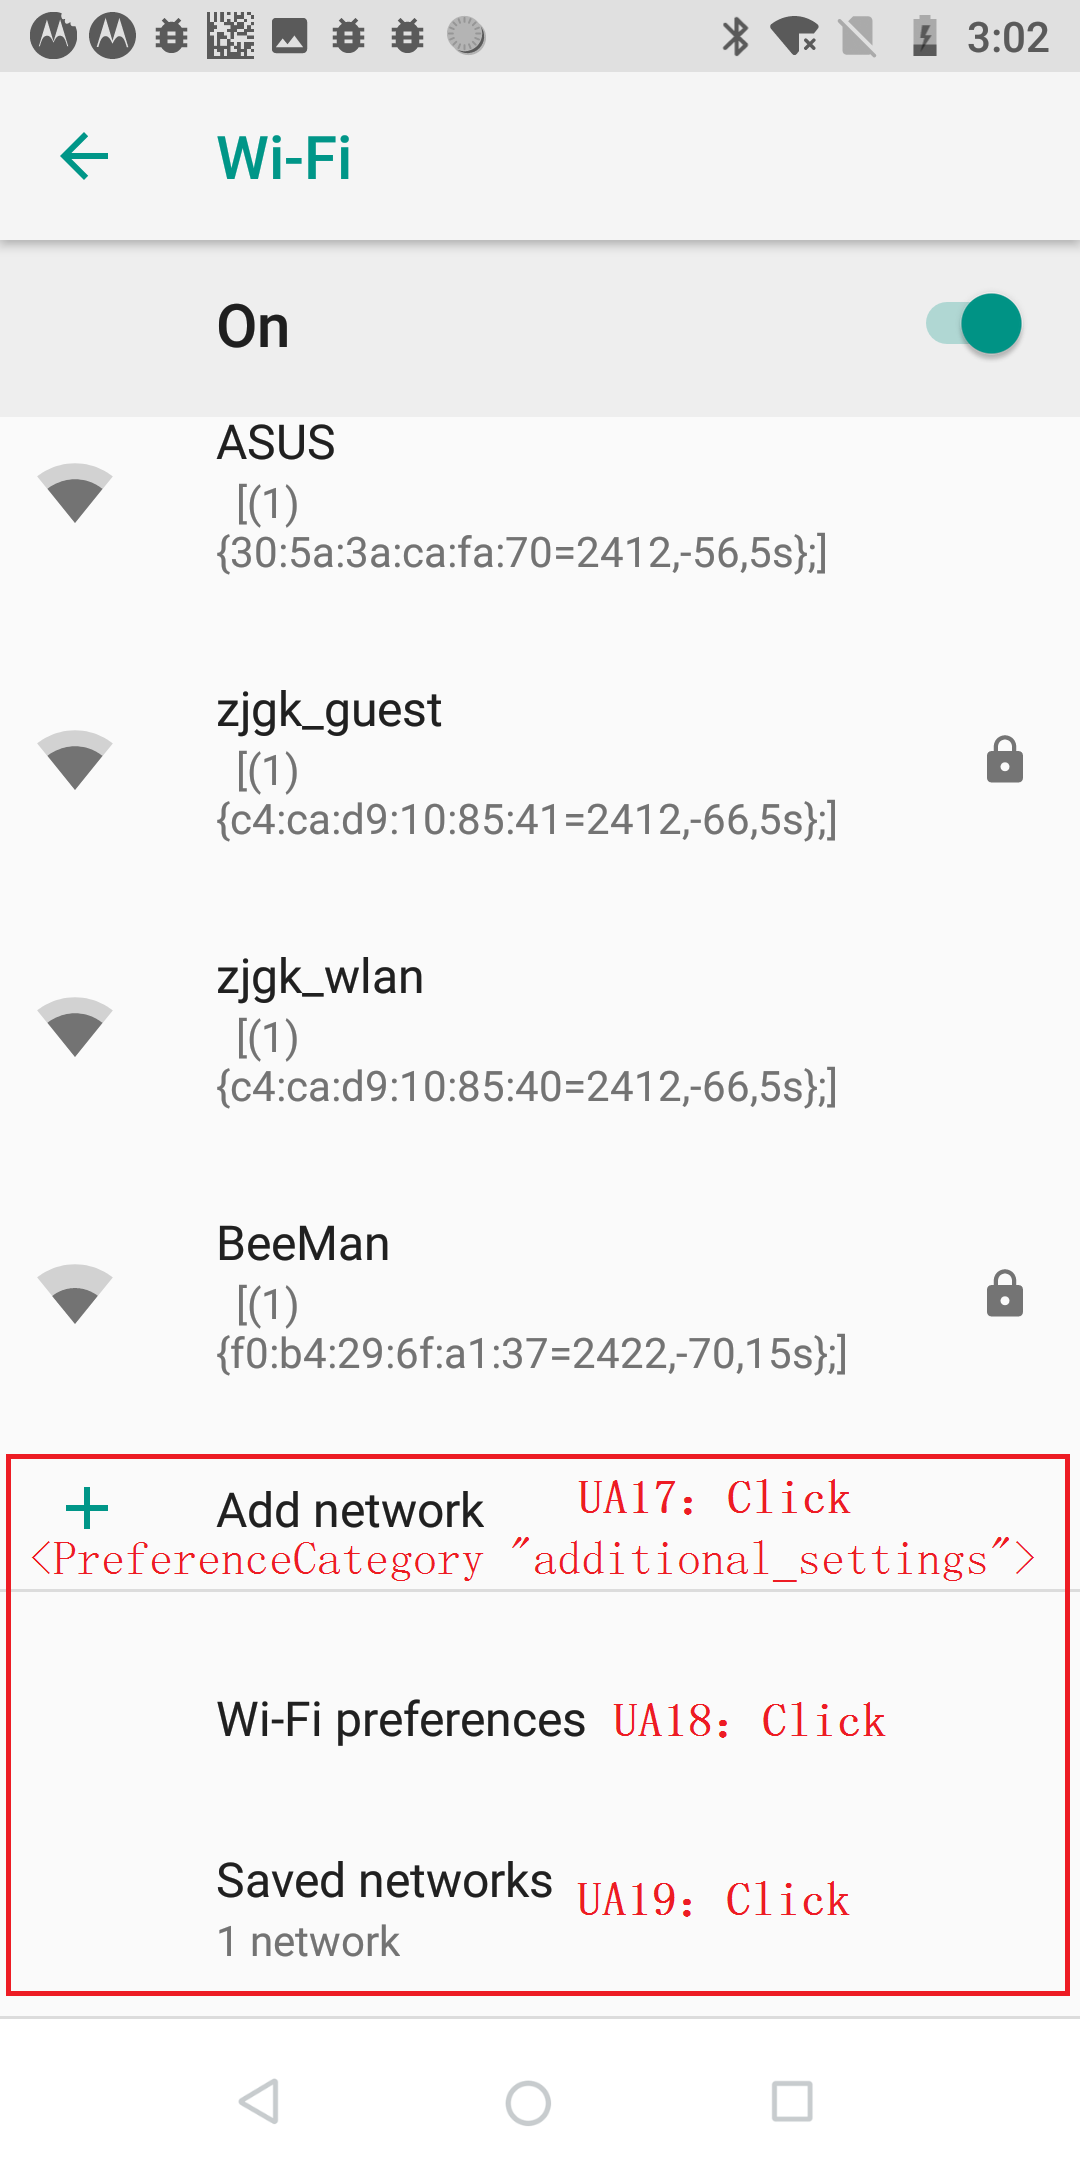 3:02
Wi-Fi
On
ASUS
[(1)
{30:5a:3a:ca:fa:70=2412,-56,5s};]
zjgk_guest
[(1)
{c4:ca:d9:10:85:41=2412,-66,5s};]
zjgk_wlan
[(1)
{c4:ca:d9:10:85:40=2412,-66,5s};]
BeeMan
[(1)
{f0:b4:29:6f:a1:37=2422,-70,15s};]
Add network UA17：Click
<PreferenceCategory "additional_settings">
Wi-Fi preferences UA18：Click
Saved networks UA19：Click
1 network